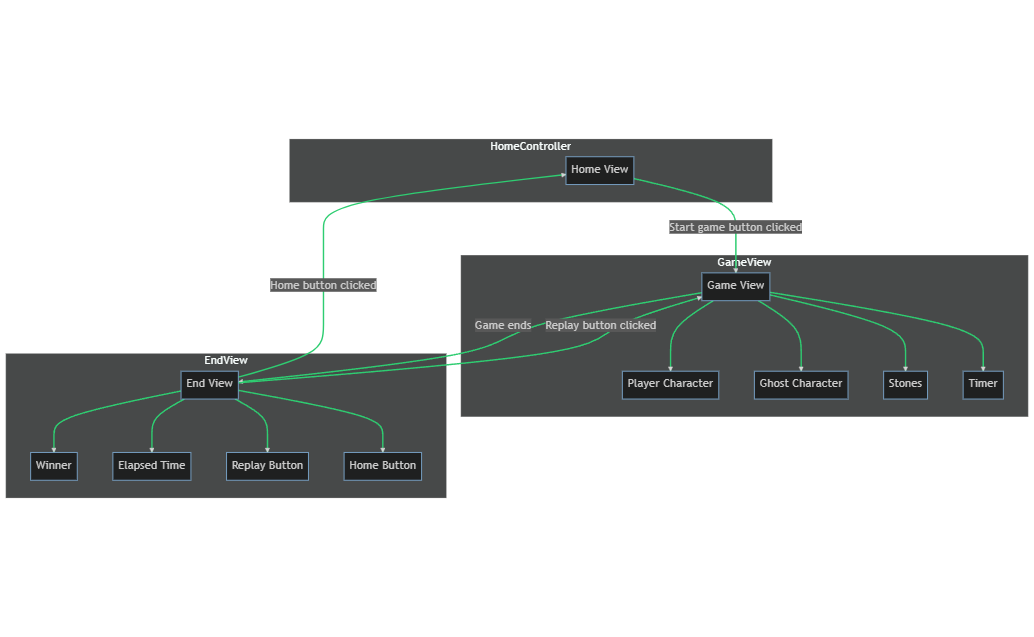 HomeController
Home View
Start game button clicked
GameView
Game View
Home button clicked
Game ends
Replay button clicked
EndView
End View
Player Character
Ghost Character
Stones
Timer
Winner
Elapsed Time
Replay Button
Home Button